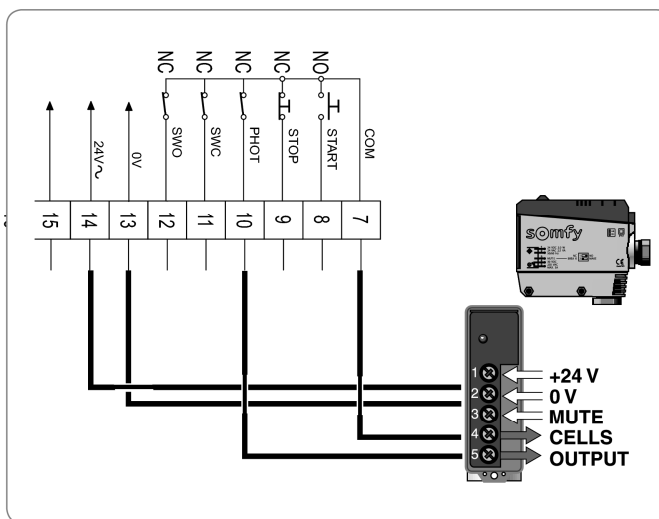 NC NC NC NC NO
24V~ 0V SWO SWC PHOT STOP START COM
15 14 13 12 11 10 9 8 7
somfy
CE
1 +24 V
2 0 V
3 MUTE
4 CELLS
5 OUTPUT